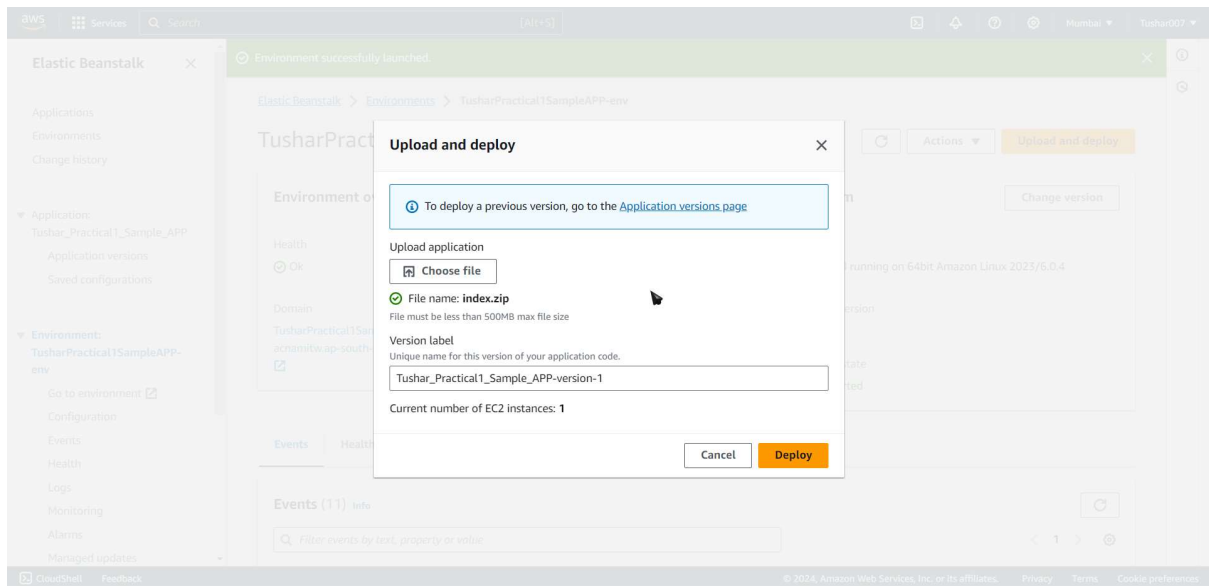 aws Services Search [Alt+S] Mumbai ▼ Tushar007 ▼
Elastic Beanstalk
Environment successfully launched.
Elastic Beanstalk > Environments > TusharPractical1SampleAPP-env
Applications
Environments
Change history
Application:
Tushar_Practical1_Sample_APP
Application versions
Saved configurations
Environment:
TusharPractical1SampleAPP-
env
Go to environment
Configuration
Events
Health
Logs
Monitoring
Alarms
Managed updates
TusharPract
Actions ▼ Upload and deploy
Environment o
Change version
Health
Ok
running on 64bit Amazon Linux 2023/6.0.4
Domain
TusharPractical1San
Upload and deploy
To deploy a previous version, go to the Application versions page
Upload application
Choose file
File name: index.zip
File must be less than 500MB max file size
Version label
Unique name for this version of your application code.
Tushar_Practical1_Sample_APP-version-1
Current number of EC2 instances: 1
Cancel Deploy
Events Health
Events (11) Info
Filter events by text, property or value
1
CloudShell Feedback © 2024, Amazon Web Services, Inc. or its affiliates. Privacy Terms Cookie preferences